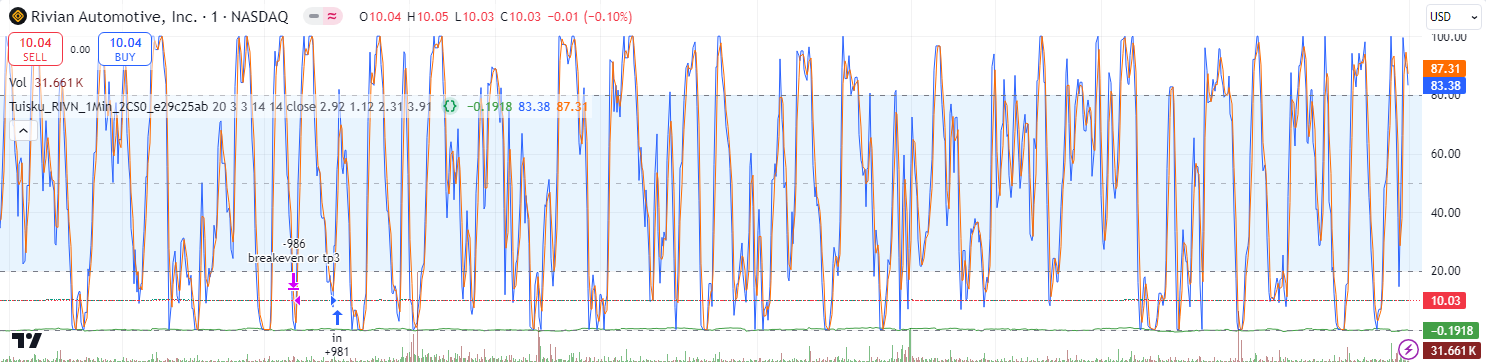 Rivian Automotive, Inc. · 1 · NASDAQ O10.04 H10.05 L10.03 C10.03 −0.01 (−0.10%) USD
10.04 SELL 0.00 10.04 BUY
Vol 31.661 K
Tuisku_RIVN_1Min_2CS0_e29c25ab 20 3 3 14 14 close 2.92 1.12 2.31 3.91 {} −0.1918 83.38 87.31
100.00
87.31
83.38
80.00
60.00
40.00
20.00
10.03
−0.1918
31.661 K
-986
breakeven or tp3
in
+981